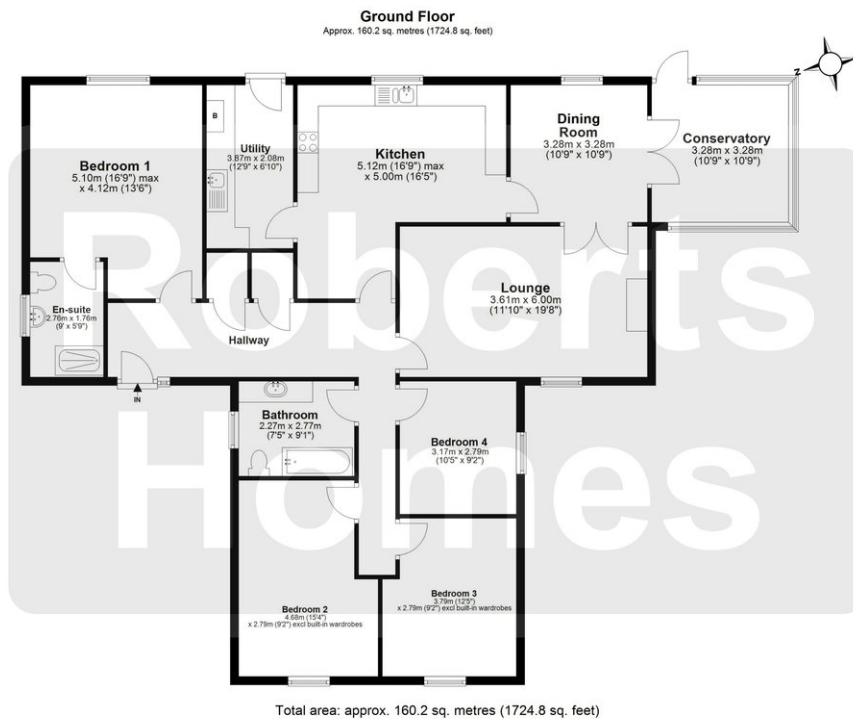 Ground Floor
Approx. 160.2 sq. metres (1724.8 sq. feet)
Z
B
Utility
3.87m x 2.08m
(12'9" x 6'10")
Kitchen
5.12m (16'9") max
x 5.00m (16'5")
Dining
Room
3.28m x 3.28m
(10'9" x 10'9")
Conservatory
3.28m x 3.28m
(10'9" x 10'9")
Bedroom 1
5.10m (16'9") max
x 4.12m (13'6")
Roberts
Homes
En-suite
2.76m x 1.76m
(9' x 5'9")
Lounge
3.61m x 6.00m
(11'10" x 19'8")
Hallway
IN
Bathroom
2.27m x 2.77m
(7'5" x 9'1")
Bedroom 4
3.17m x 2.79m
(10'5" x 9'2")
Bedroom 2
4.68m (15'4")
x 2.79m (9'2") excl built-in wardrobes
Bedroom 3
3.79m (12'5")
x 2.79m (9'2") excl built-in wardrobes
Total area: approx. 160.2 sq. metres (1724.8 sq. feet)